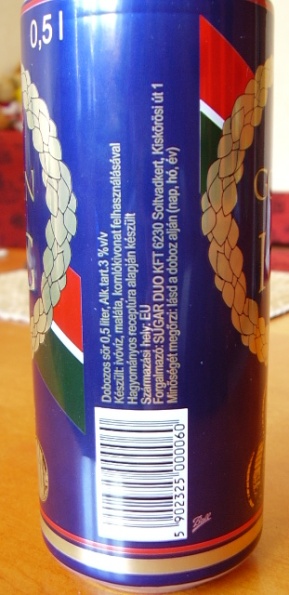 0,5 l
Dobozos sör 0,5 liter, Alk.tart.3 %v/v
Készült: ivóvíz, maláta, komlókivonat felhasználásával
Hagyományos receptúra alapján készült
Származási hely: EU
Forgalmazó SUGÁR DUO KFT 6230 Soltvadkert, Kiskőrösi út 1
Minőségét megőrzi: lásd a doboz alján (nap, hó, év)
5 902325 000060